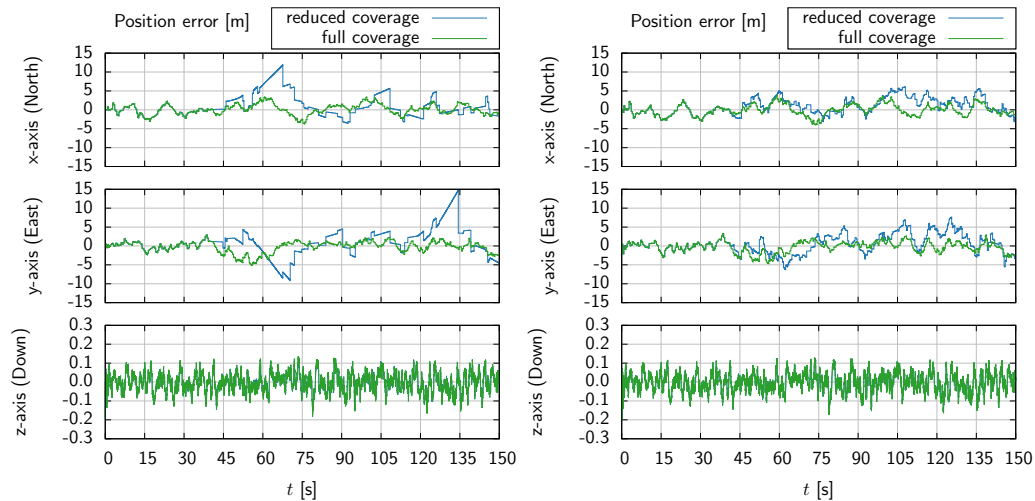 Position error [m]
reduced coverage
full coverage
x-axis (North)
15
10
5
0
-5
-10
-15
y-axis (East)
15
10
5
0
-5
-10
-15
z-axis (Down)
0.3
0.2
0.1
0.0
-0.1
-0.2
-0.3
0 15 30 45 60 75 90 105 120 135 150
t [s]
Position error [m]
reduced coverage
full coverage
x-axis (North)
15
10
5
0
-5
-10
-15
y-axis (East)
15
10
5
0
-5
-10
-15
z-axis (Down)
0.3
0.2
0.1
0.0
-0.1
-0.2
-0.3
0 15 30 45 60 75 90 105 120 135 150
t [s]